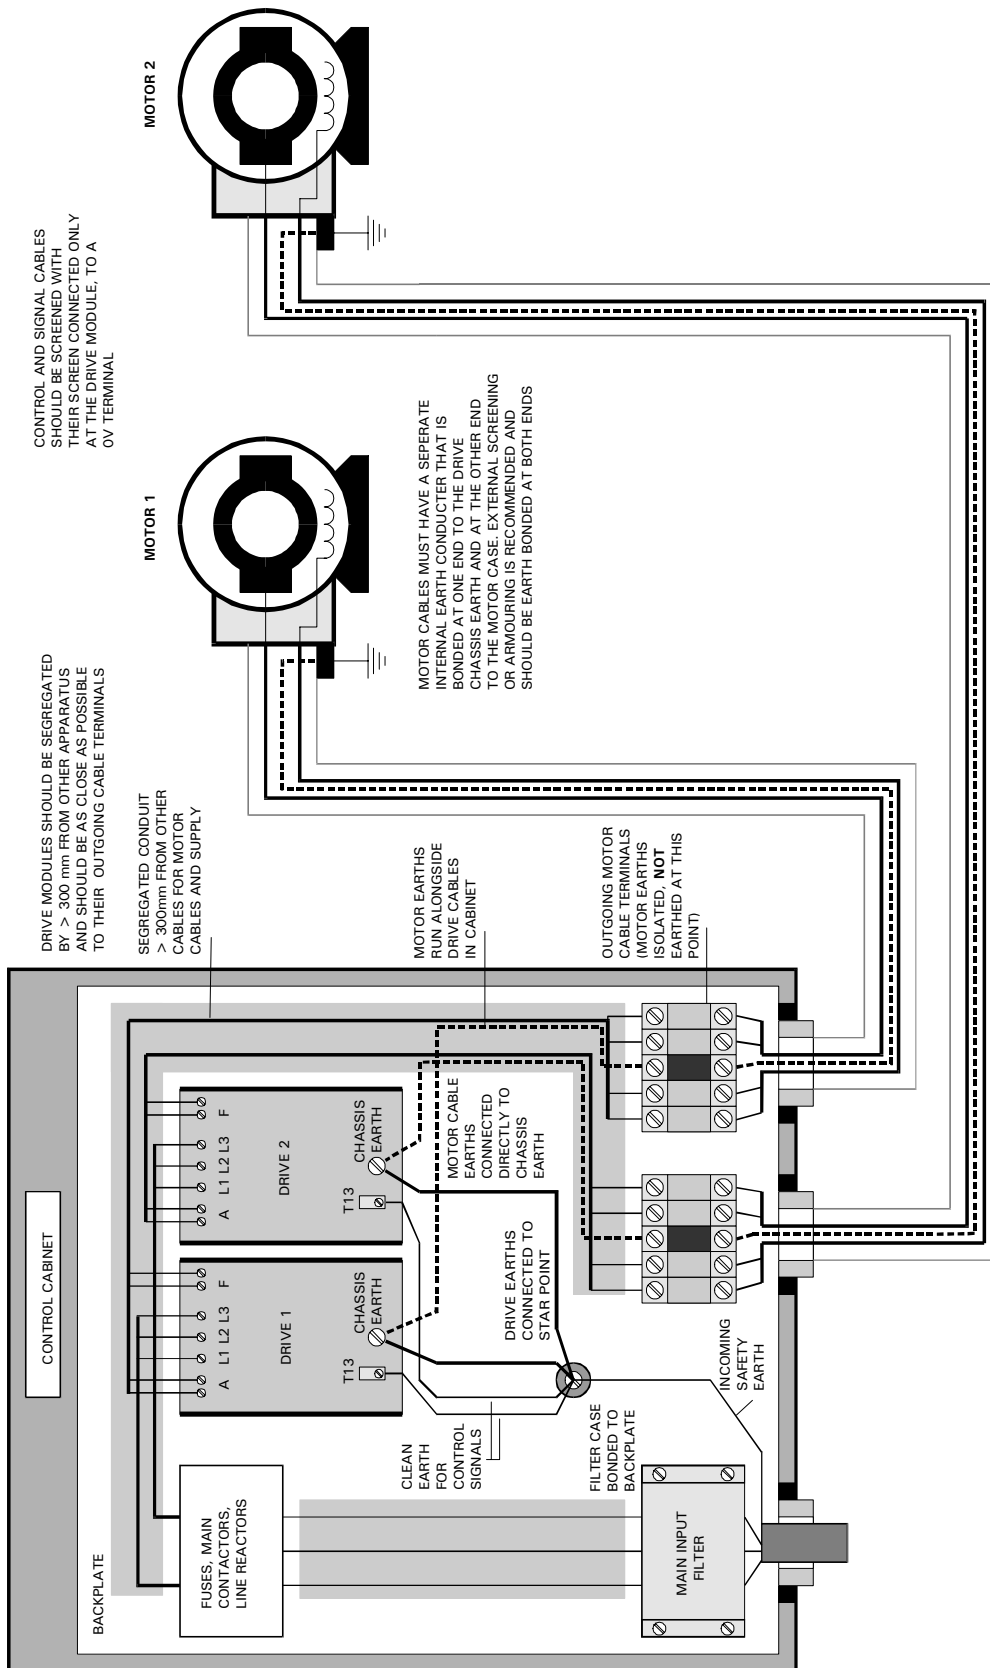 CONTROL CABINET
BACKPLATE
FUSES, MAIN
CONTACTORS,
LINE REACTORS
A
L1 L2 L3
F
DRIVE 1
T13
CHASSIS
EARTH
A
L1 L2 L3
F
DRIVE 2
T13
CHASSIS
EARTH
CLEAN
EARTH
FOR
CONTROL
SIGNALS
DRIVE EARTHS
CONNECTED TO
STAR POINT
MOTOR CABLE
EARTHS
CONNECTED
DIRECTLY TO
CHASSIS
EARTH
FILTER CASE
BONDED TO
BACKPLATE
MAIN INPUT
FILTER
INCOMING
SAFETY
EARTH
DRIVE MODULES SHOULD BE SEGREGATED
BY > 300 mm FROM OTHER APPARATUS
AND SHOULD BE AS CLOSE AS POSSIBLE
TO THEIR OUTGOING CABLE TERMINALS
SEGREGATED CONDUIT
> 300mm FROM OTHER
CABLES FOR MOTOR
CABLES AND SUPPLY
MOTOR EARTHS
RUN ALONGSIDE
DRIVE CABLES
IN CABINET
OUTGOING MOTOR
CABLE TERMINALS
(MOTOR EARTHS
ISOLATED, NOT
EARTHED AT THIS
POINT)
MOTOR 1
MOTOR CABLES MUST HAVE A SEPERATE
INTERNAL EARTH CONDUCTER THAT IS
BONDED AT ONE END TO THE DRIVE
CHASSIS EARTH AND AT THE OTHER END
TO THE MOTOR CASE. EXTERNAL SCREENING
OR ARMOURING IS RECOMMENDED AND
SHOULD BE EARTH BONDED AT BOTH ENDS
CONTROL AND SIGNAL CABLES
SHOULD BE SCREENED WITH
THEIR SCREEN CONNECTED ONLY
AT THE DRIVE MODULE, TO A
0V TERMINAL
MOTOR 2